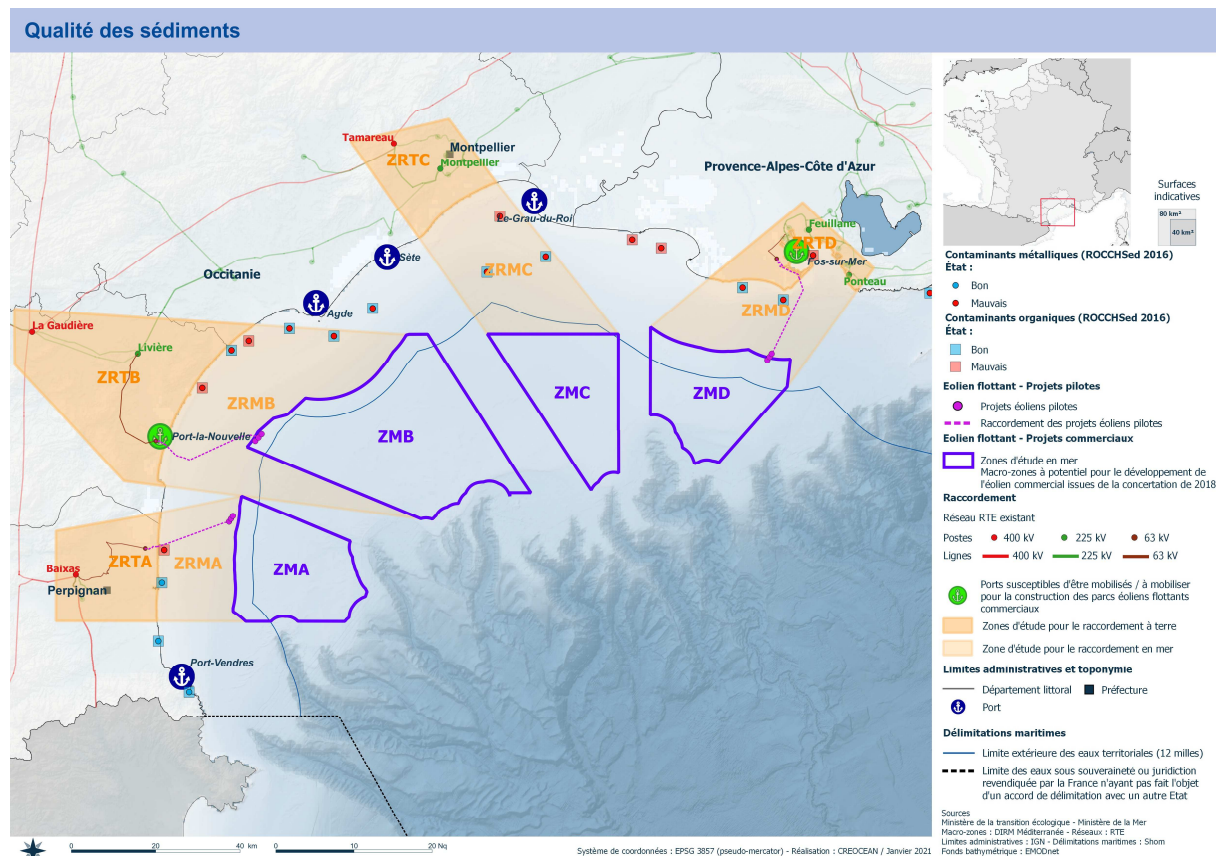 Qualité des sédiments
Tamareau
ZRTC
Montpellier
Montpellier
Provence-Alpes-Côte d'Azur
Le-Grau-du-Roi
Feuillane
ZRTD
Fos-sur-Mer
Ponteau
Sète
Occitanie
ZRMC
Agde
ZRMD
La Gaudière
Livière
ZRTB
ZRMB
ZMB
ZMC
ZMD
Port-la-Nouvelle
ZRTA
ZRMA
ZMA
Baixas
Perpignan
Port-Vendres
Surfaces
indicatives
80 km²
40 km²
Contaminants métalliques (ROCCHSed 2016)
État :
Bon
Mauvais
Contaminants organiques (ROCCHSed 2016)
État :
Bon
Mauvais
Eolien flottant - Projets pilotes
Projets éoliens pilotes
Raccordement des projets éoliens pilotes
Eolien flottant - Projets commerciaux
Zones d'étude en mer
Macro-zones à potentiel pour le développement de
l'éolien commercial issues de la concertation de 2018
Raccordement
Réseau RTE existant
Postes 400 kV 225 kV 63 kV
Lignes 400 kV 225 kV 63 kV
Ports susceptibles d'être mobilisés / à mobiliser
pour la construction des parcs éoliens flottants
commerciaux
Zones d'étude pour le raccordement à terre
Zone d'étude pour le raccordement en mer
Limites administratives et toponymie
Département littoral Préfecture
Port
Délimitations maritimes
Limite extérieure des eaux territoriales (12 milles)
Limite des eaux sous souveraineté ou juridiction
revendiquée par la France n'ayant pas fait l'objet
d'un accord de délimitation avec un autre Etat
Sources
Ministère de la transition écologique - Ministère de la Mer
Macro-zones : DIRM Méditerranée - Réseaux : RTE
Limites administratives : IGN - Délimitations maritimes : Shom
Fonds bathymétrique : EMODnet
0 20 40 km
0 10 20 Nq
Système de coordonnées : EPSG 3857 (pseudo-mercator) - Réalisation : CREOCEAN / Janvier 2021